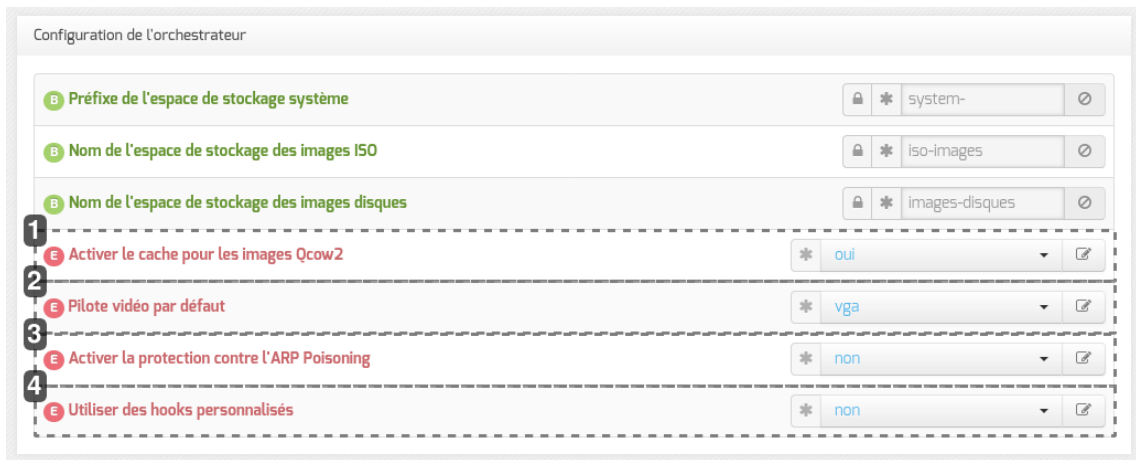 Configuration de l'orchestrateur
B Préfixe de l'espace de stockage système system-
B Nom de l'espace de stockage des images ISO iso-images
B Nom de l'espace de stockage des images disques images-disques
1
E Activer le cache pour les images Qcow2 oui
2
E Pilote vidéo par défaut vga
3
E Activer la protection contre l'ARP Poisoning non
4
E Utiliser des hooks personnalisés non